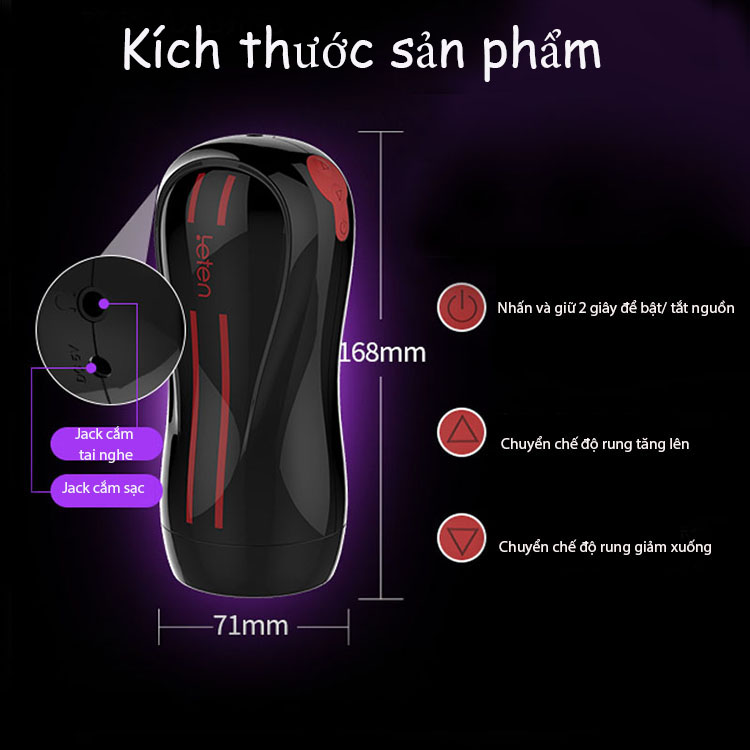 Kích thước sản phẩm
leten
Nhấn và giữ 2 giây để bật/ tắt nguồn
168mm
Jack cắm
tai nghe
Chuyển chế độ rung tăng lên
Jack cắm sạc
Chuyển chế độ rung giảm xuống
71mm